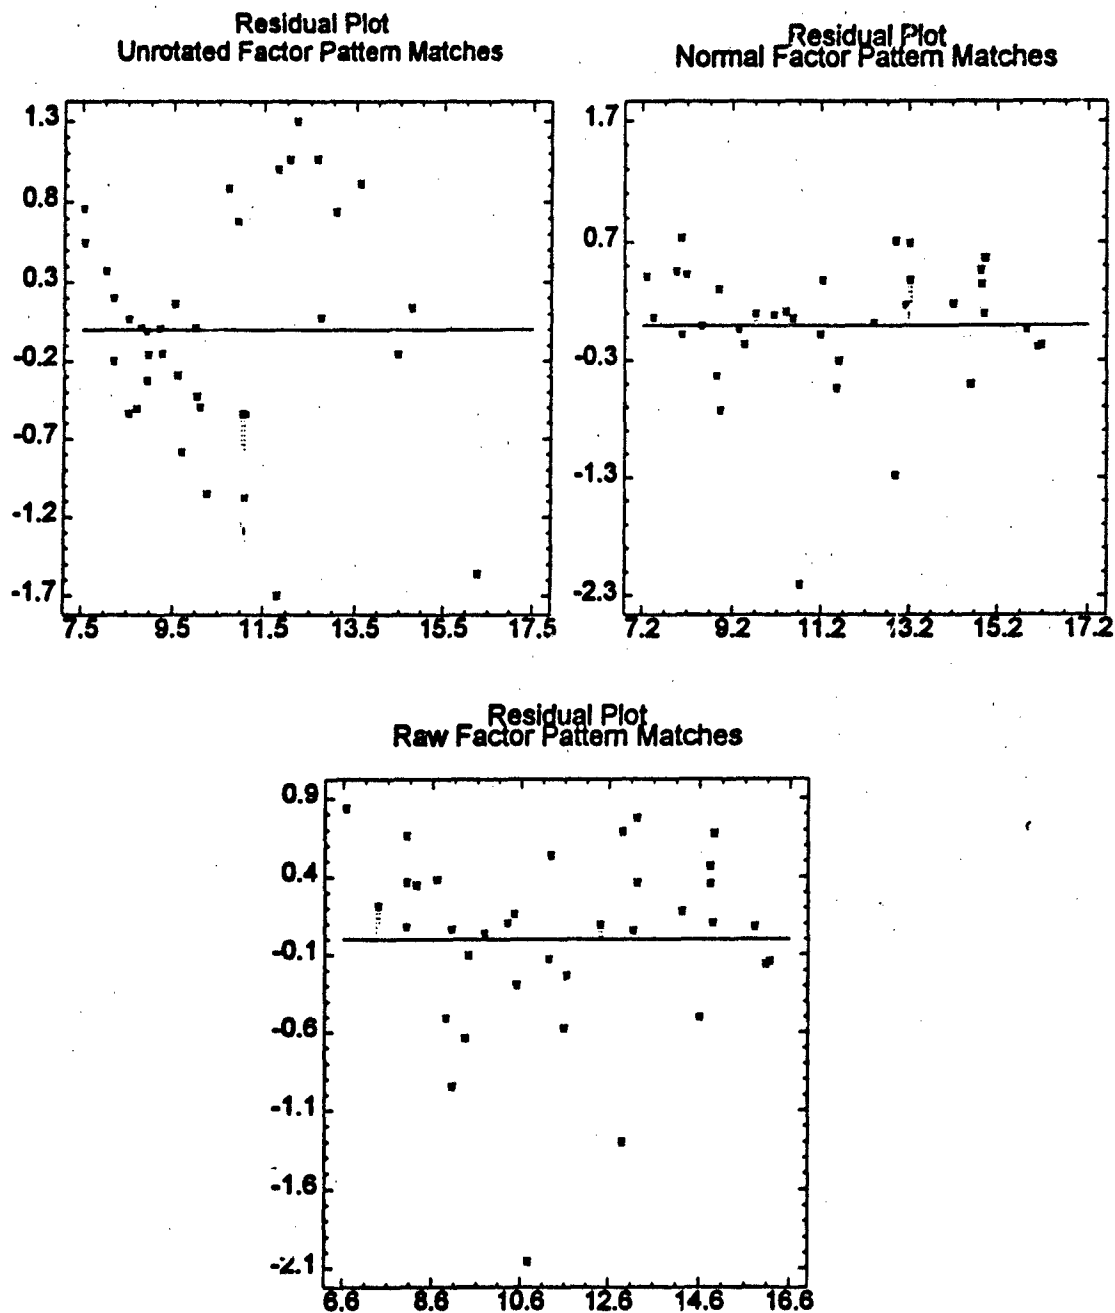 Residual Plot
Unrotated Factor Pattern Matches
1.3
0.8
0.3
-0.2
-0.7
-1.2
-1.7
7.5 9.5 11.5 13.5 15.5 17.5
Residual Plot
Normal Factor Pattern Matches
1.7
0.7
-0.3
-1.3
-2.3
7.2 9.2 11.2 13.2 15.2 17.2
Residual Plot
Raw Factor Pattern Matches
0.9
0.4
-0.1
-0.6
-1.1
-1.6
-2.1
6.6 8.6 10.6 12.6 14.6 16.6